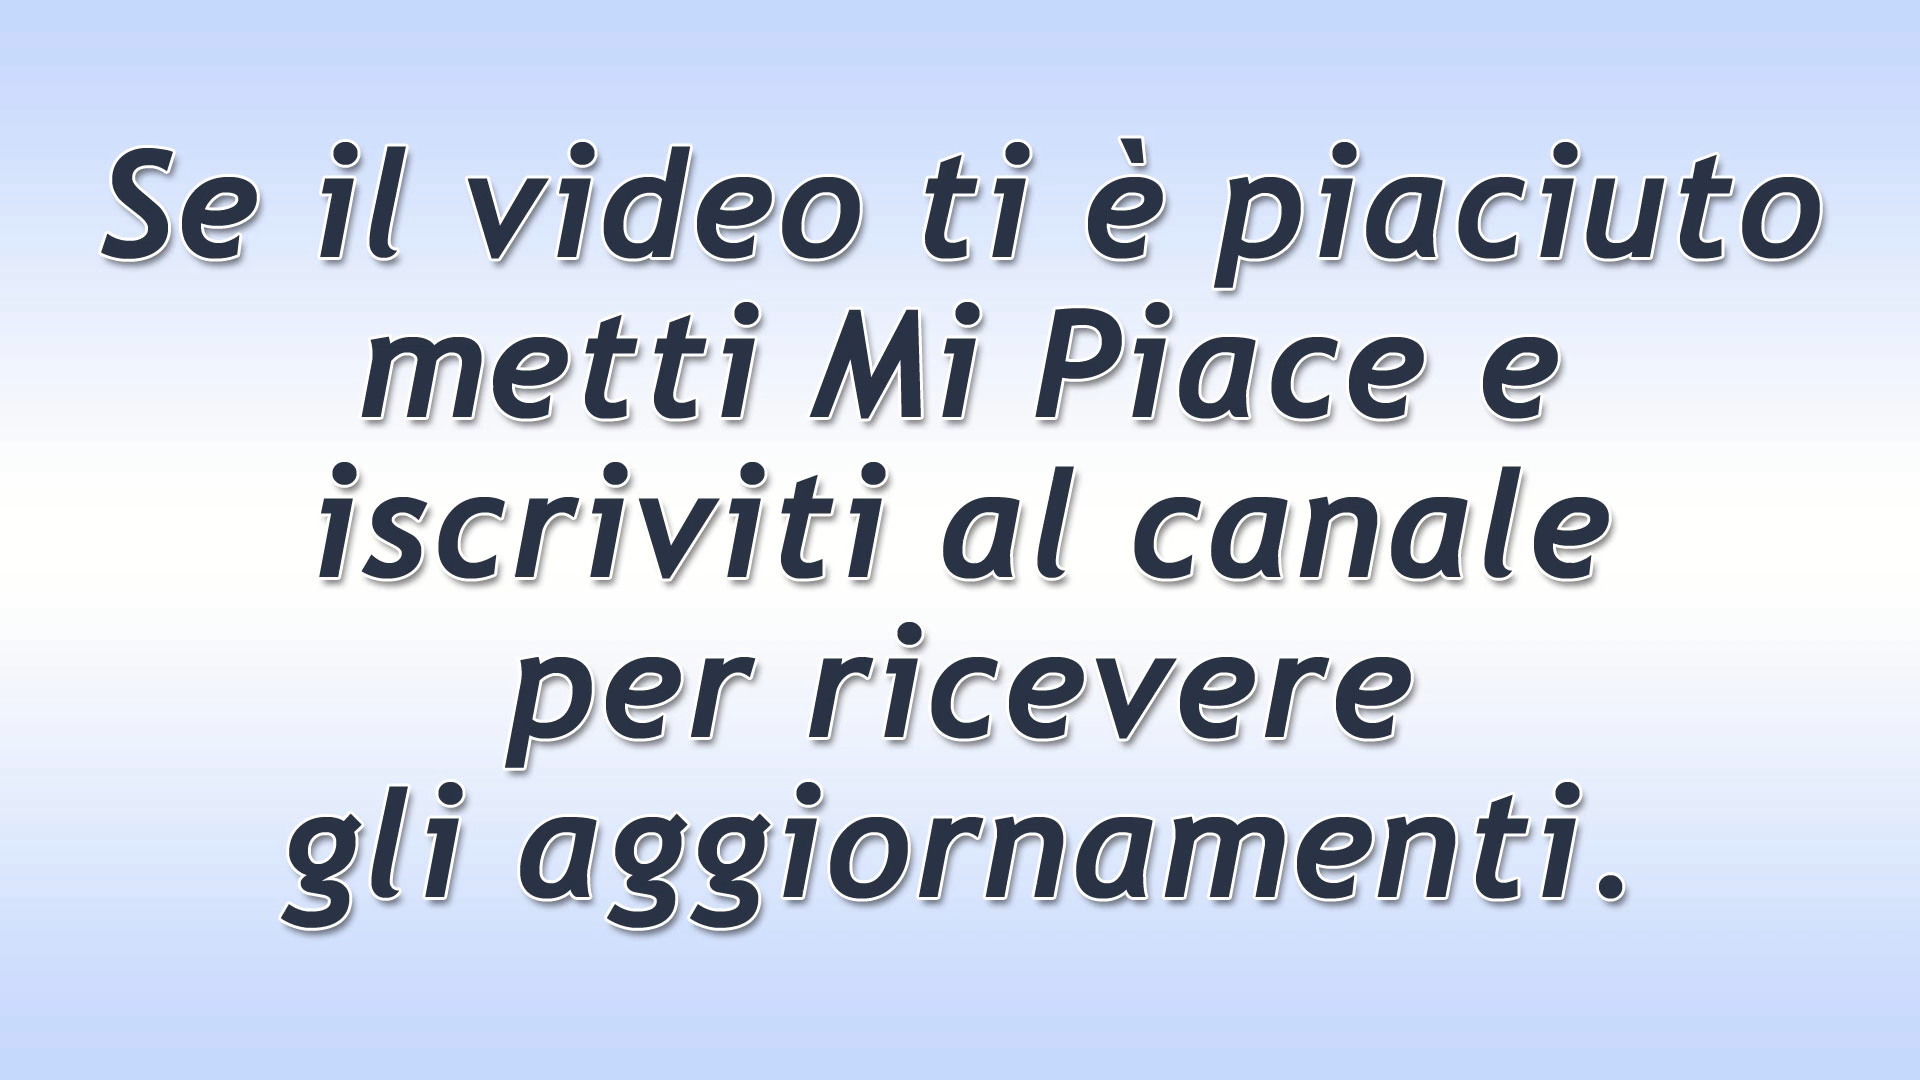 Se il video ti è piaciuto
metti Mi Piace e
iscriviti al canale
per ricevere
gli aggiornamenti.